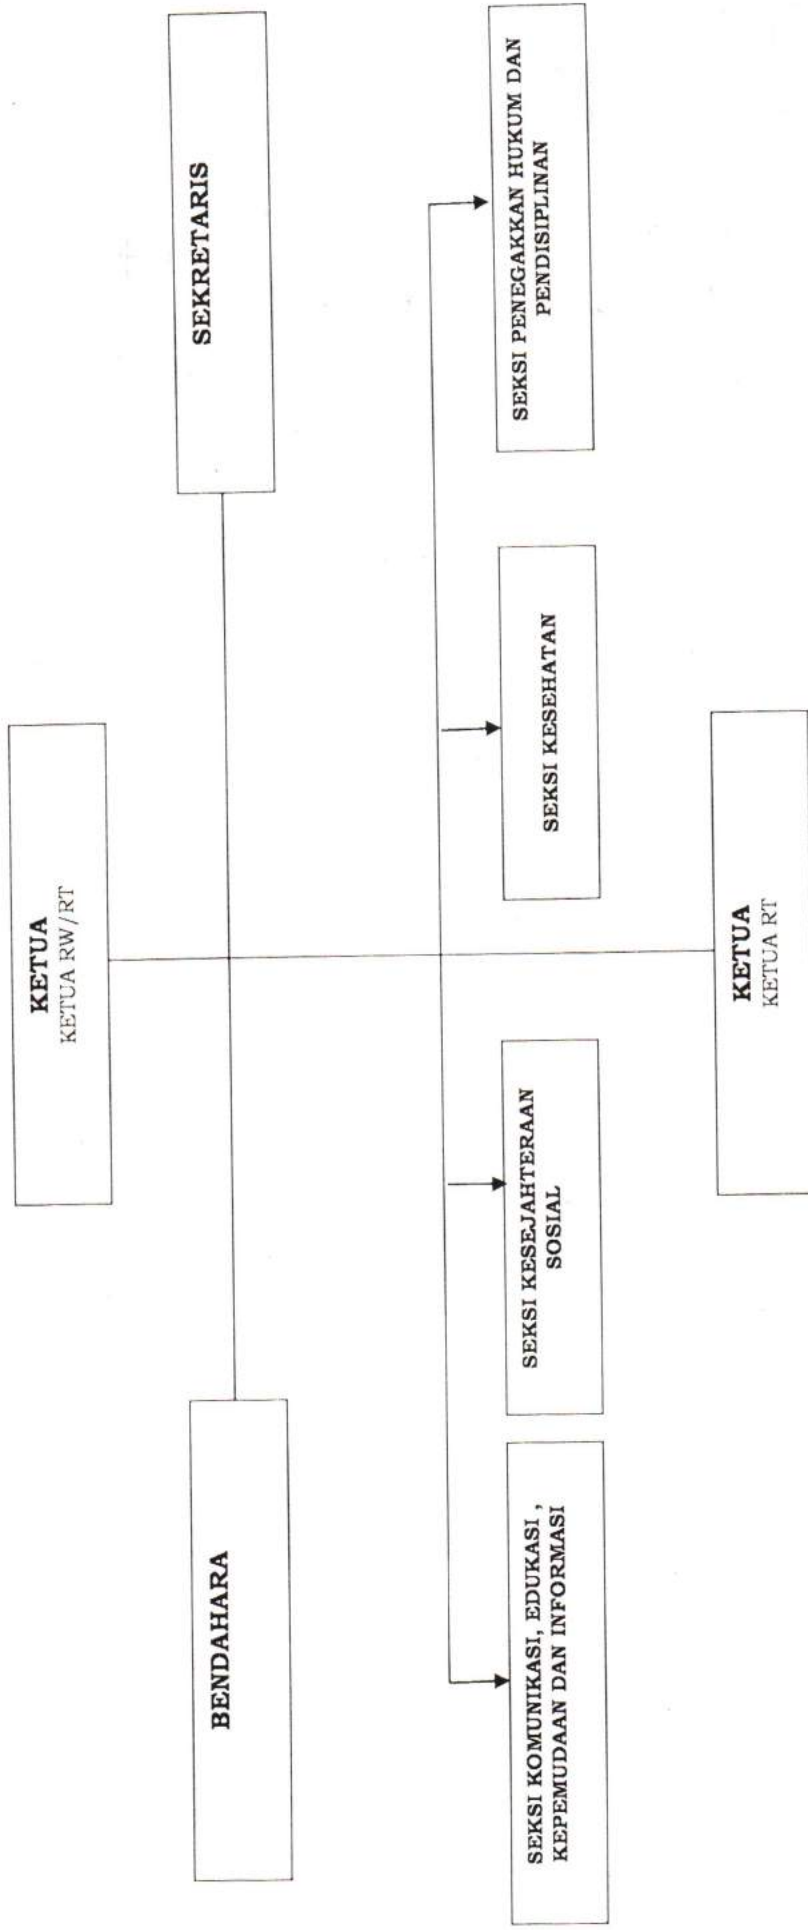 KETUA
KETUA RW/RT
BENDAHARA
SEKRETARIS
SEKSI KOMUNIKASI, EDUKASI ,
KEPEMUDAAN DAN INFORMASI
SEKSI KESEJAHTERAAN
SOSIAL
SEKSI KESEHATAN
SEKSI PENEGAKKAN HUKUM DAN
PENDISIPLINAN
KETUA
KETUA RT